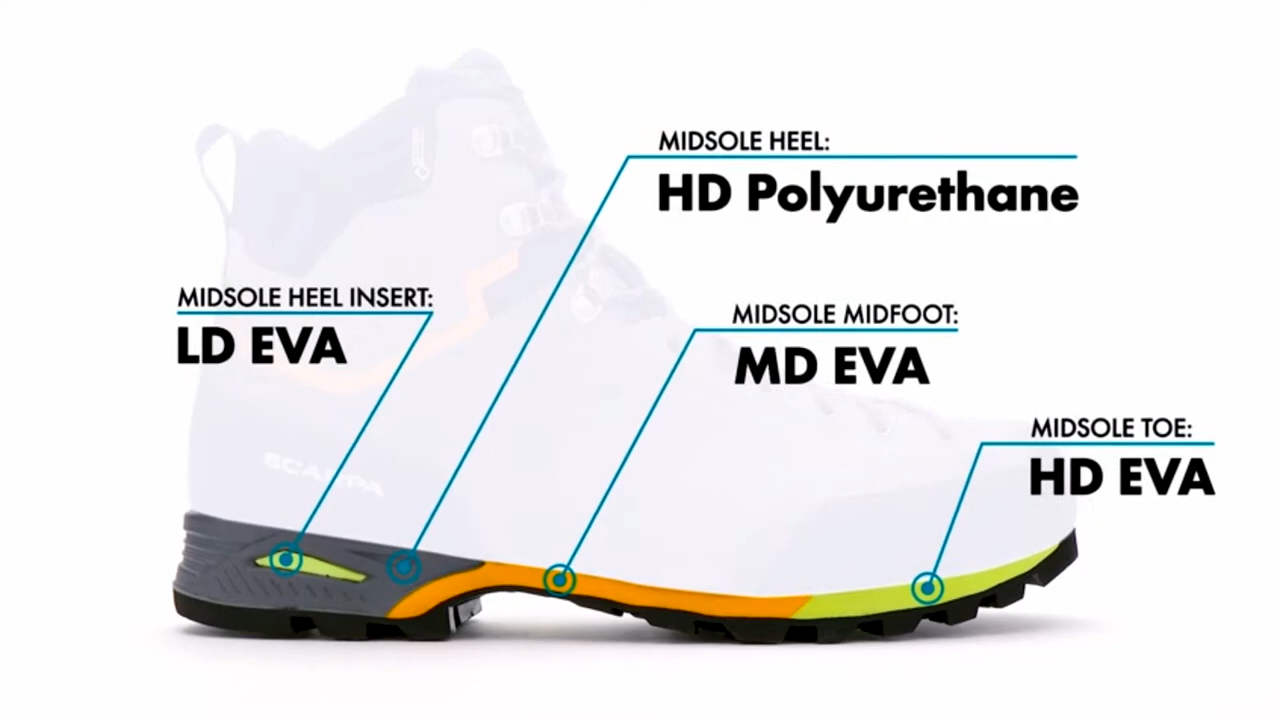 MIDSOLE HEEL:
HD Polyurethane
MIDSOLE HEEL INSERT:
LD EVA
MIDSOLE MIDFOOT:
MD EVA
MIDSOLE TOE:
HD EVA
SCARPA